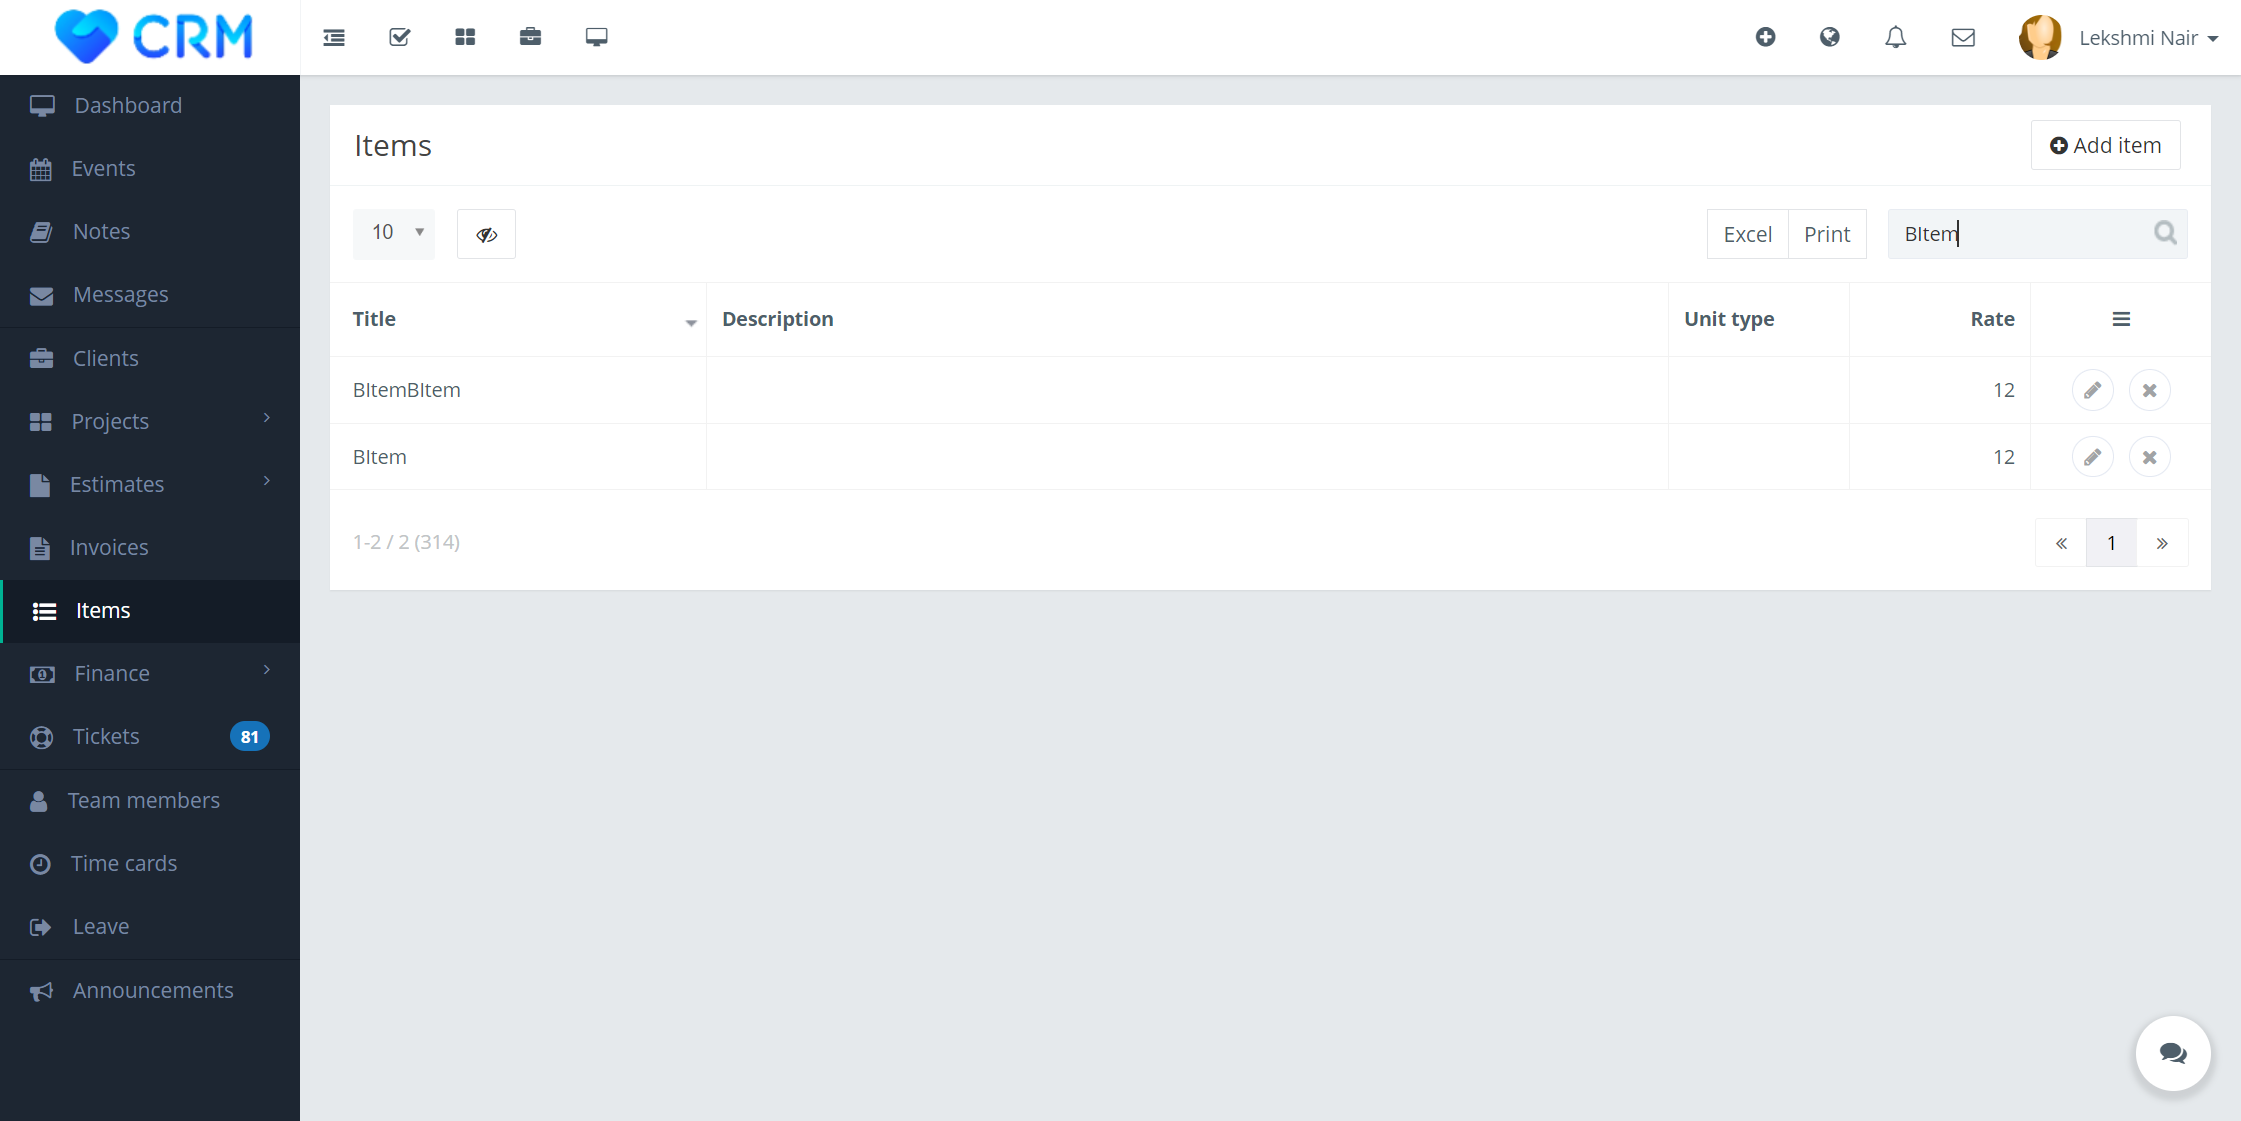 CRM
Lekshmi Nair
Dashboard
Events
Notes
Messages
Clients
Projects
Estimates
Invoices
Items
Finance
Tickets 81
Team members
Time cards
Leave
Announcements
Items
Add item
10
Excel Print BItem
Title Description Unit type Rate
BItemBItem 12
BItem 12
1-2 / 2 (314)
« 1 »